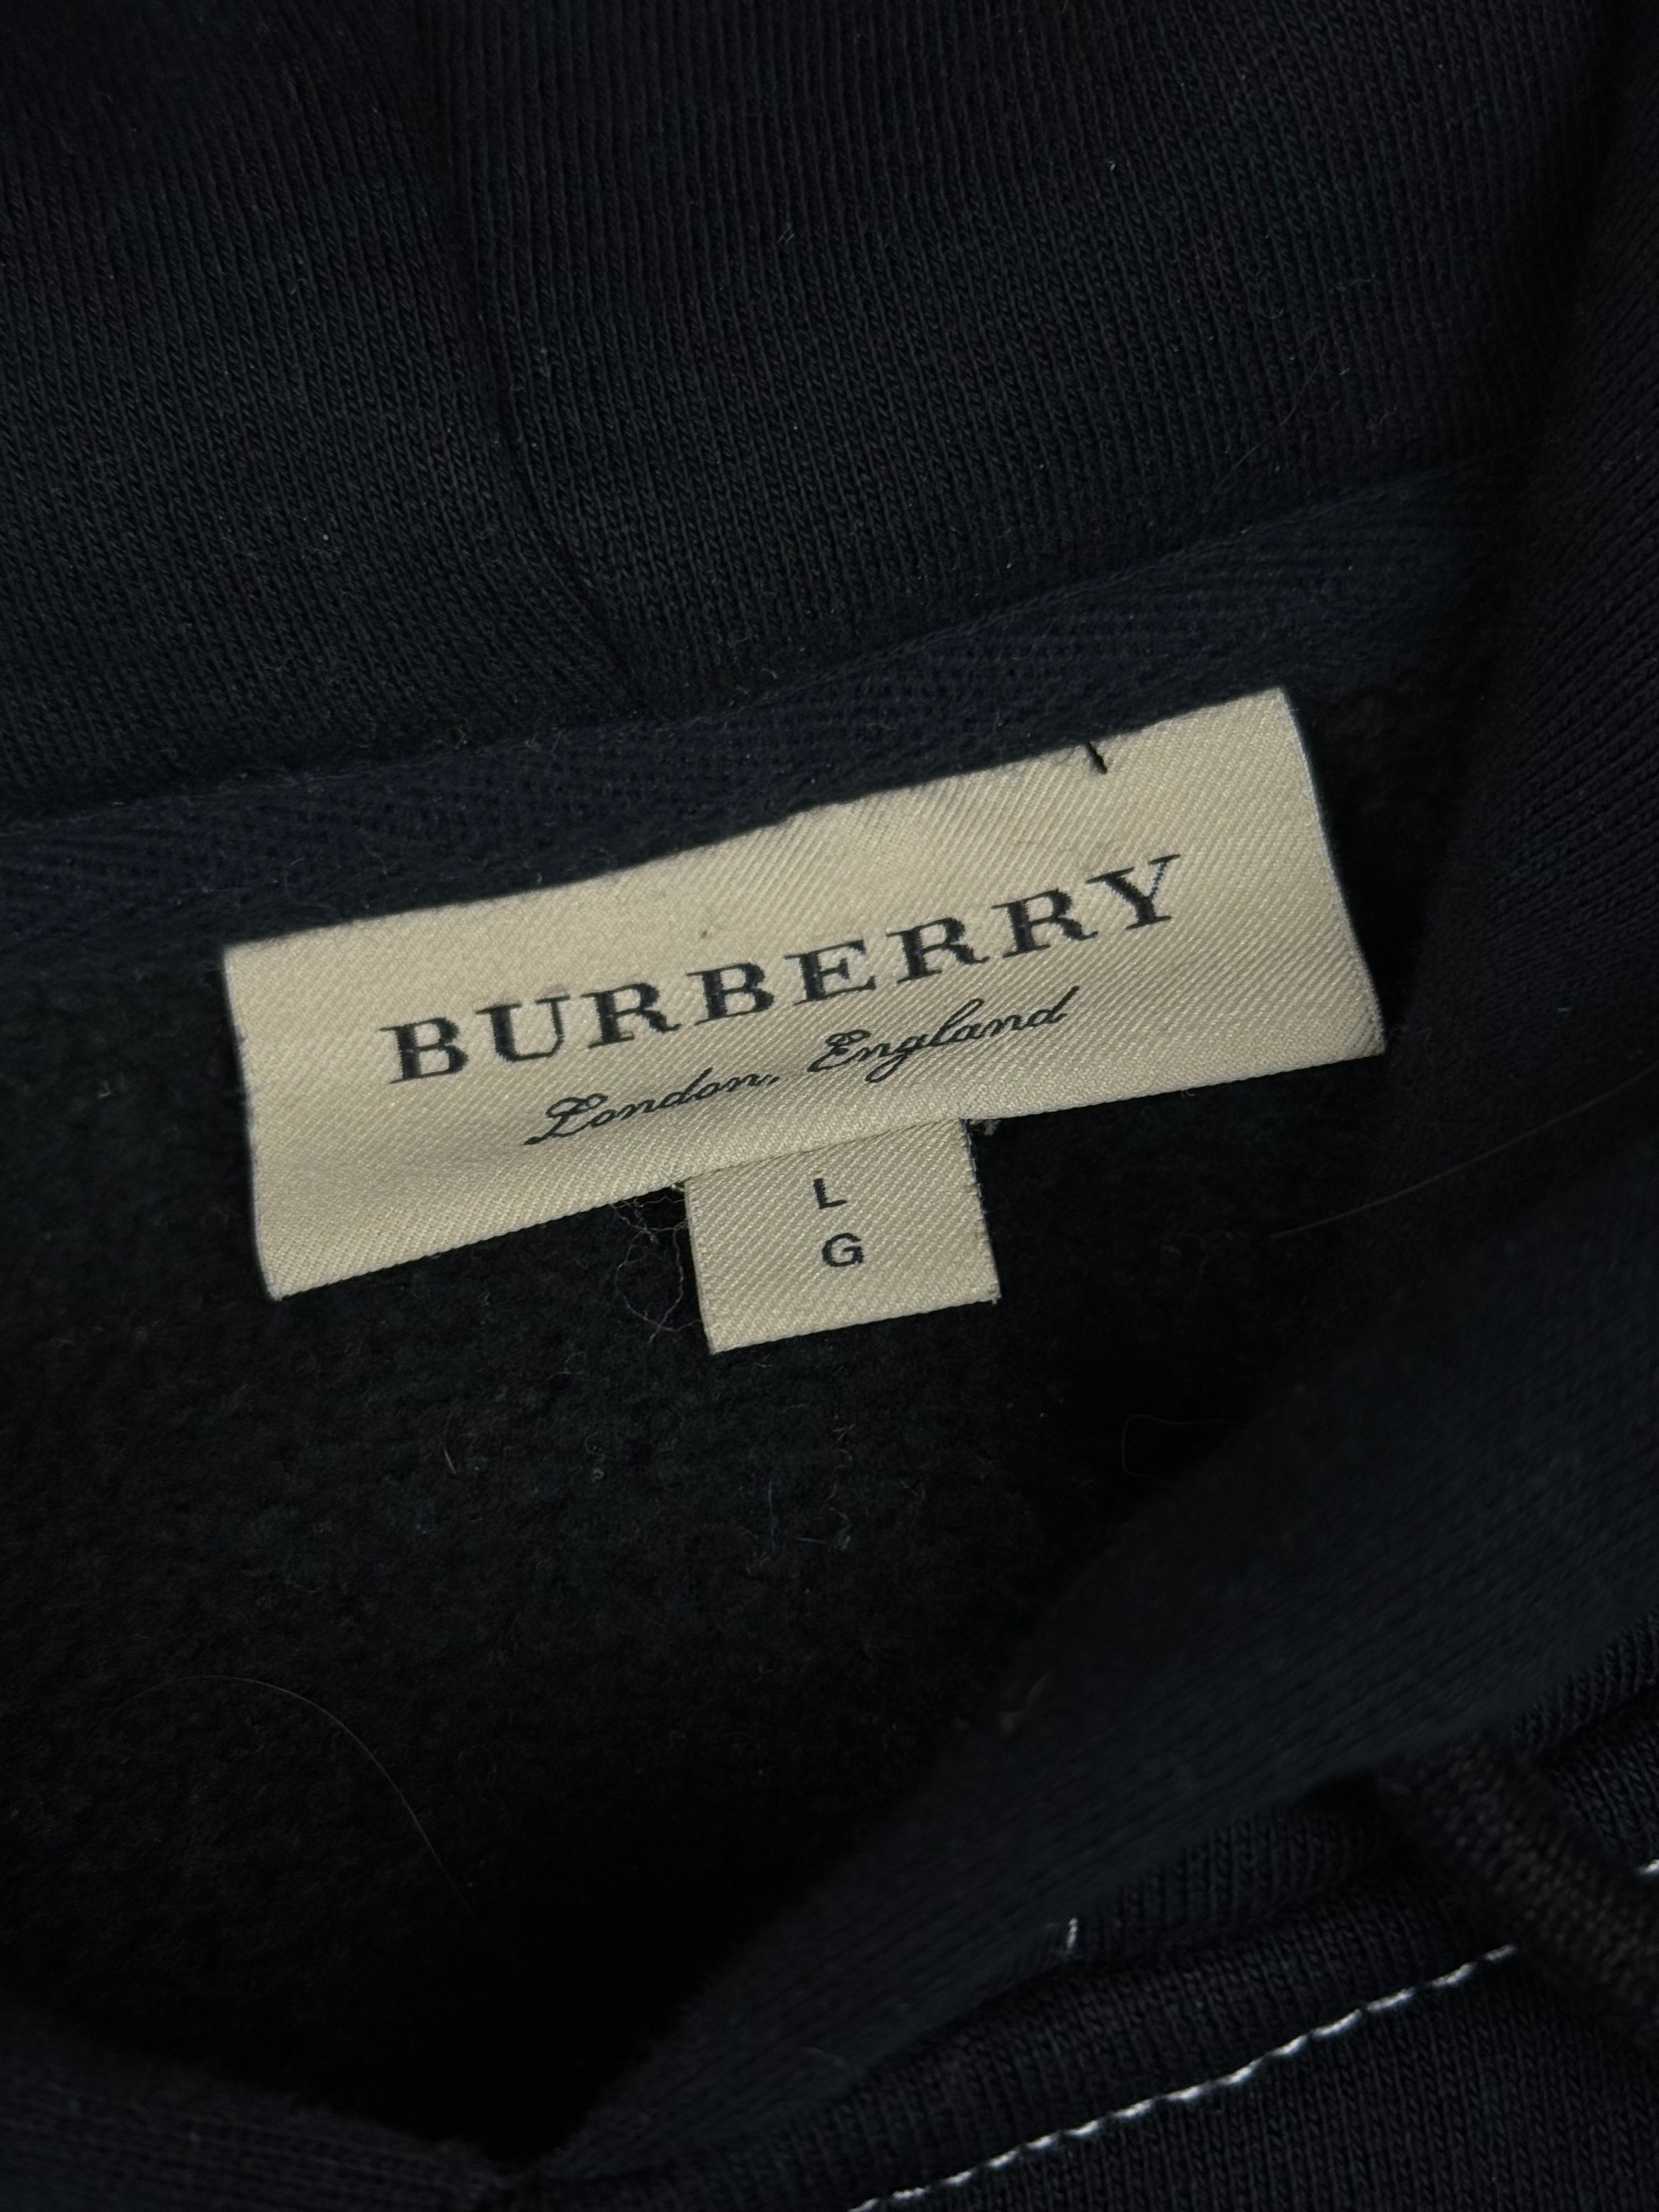 BURBERRY
London, England
L
G